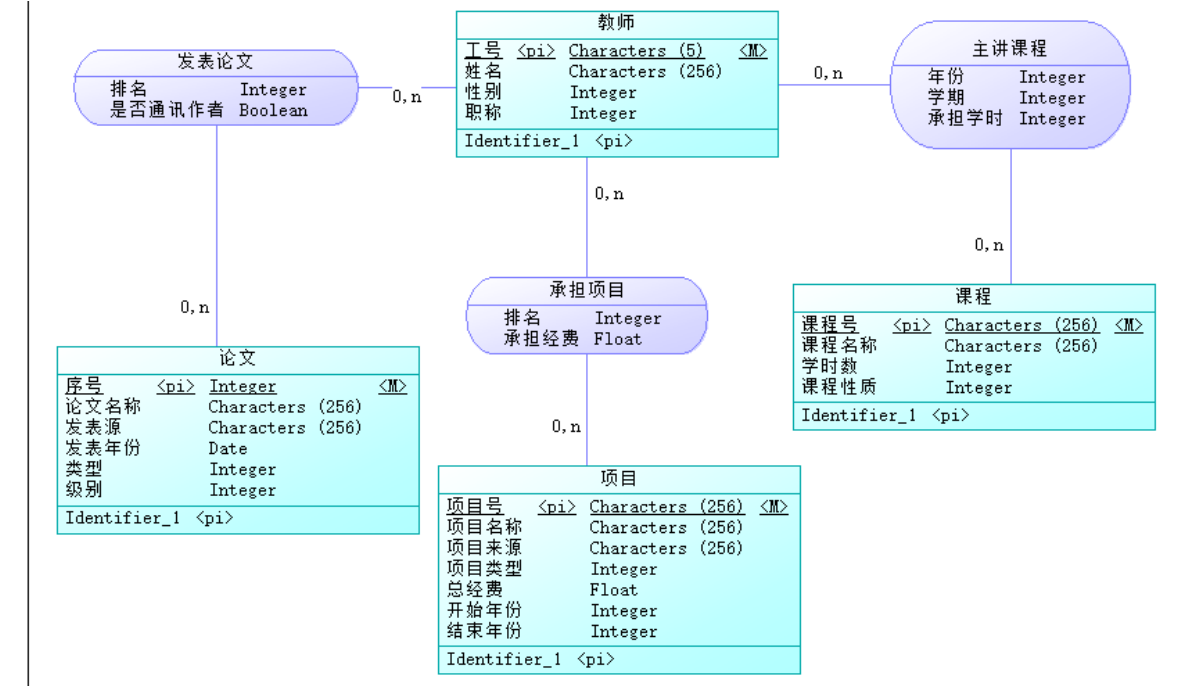 教师
工号 <pi> Characters (5) <M>
姓名 Characters (256)
性别 Integer
职称 Integer
Identifier_1 <pi>
发表论文
排名 Integer
是否通讯作者 Boolean
0,n
0,n
主讲课程
年份 Integer
学期 Integer
承担学时 Integer
0,n
0,n
0,n
承担项目
排名 Integer
承担经费 Float
课程
课程号 <pi> Characters (256) <M>
课程名称 Characters (256)
学时数 Integer
课程性质 Integer
Identifier_1 <pi>
0,n
论文
序号 <pi> Integer <M>
论文名称 Characters (256)
发表源 Characters (256)
发表年份 Date
类型 Integer
级别 Integer
Identifier_1 <pi>
0,n
项目
项目号 <pi> Characters (256) <M>
项目名称 Characters (256)
项目来源 Characters (256)
项目类型 Integer
总经费 Float
开始年份 Integer
结束年份 Integer
Identifier_1 <pi>